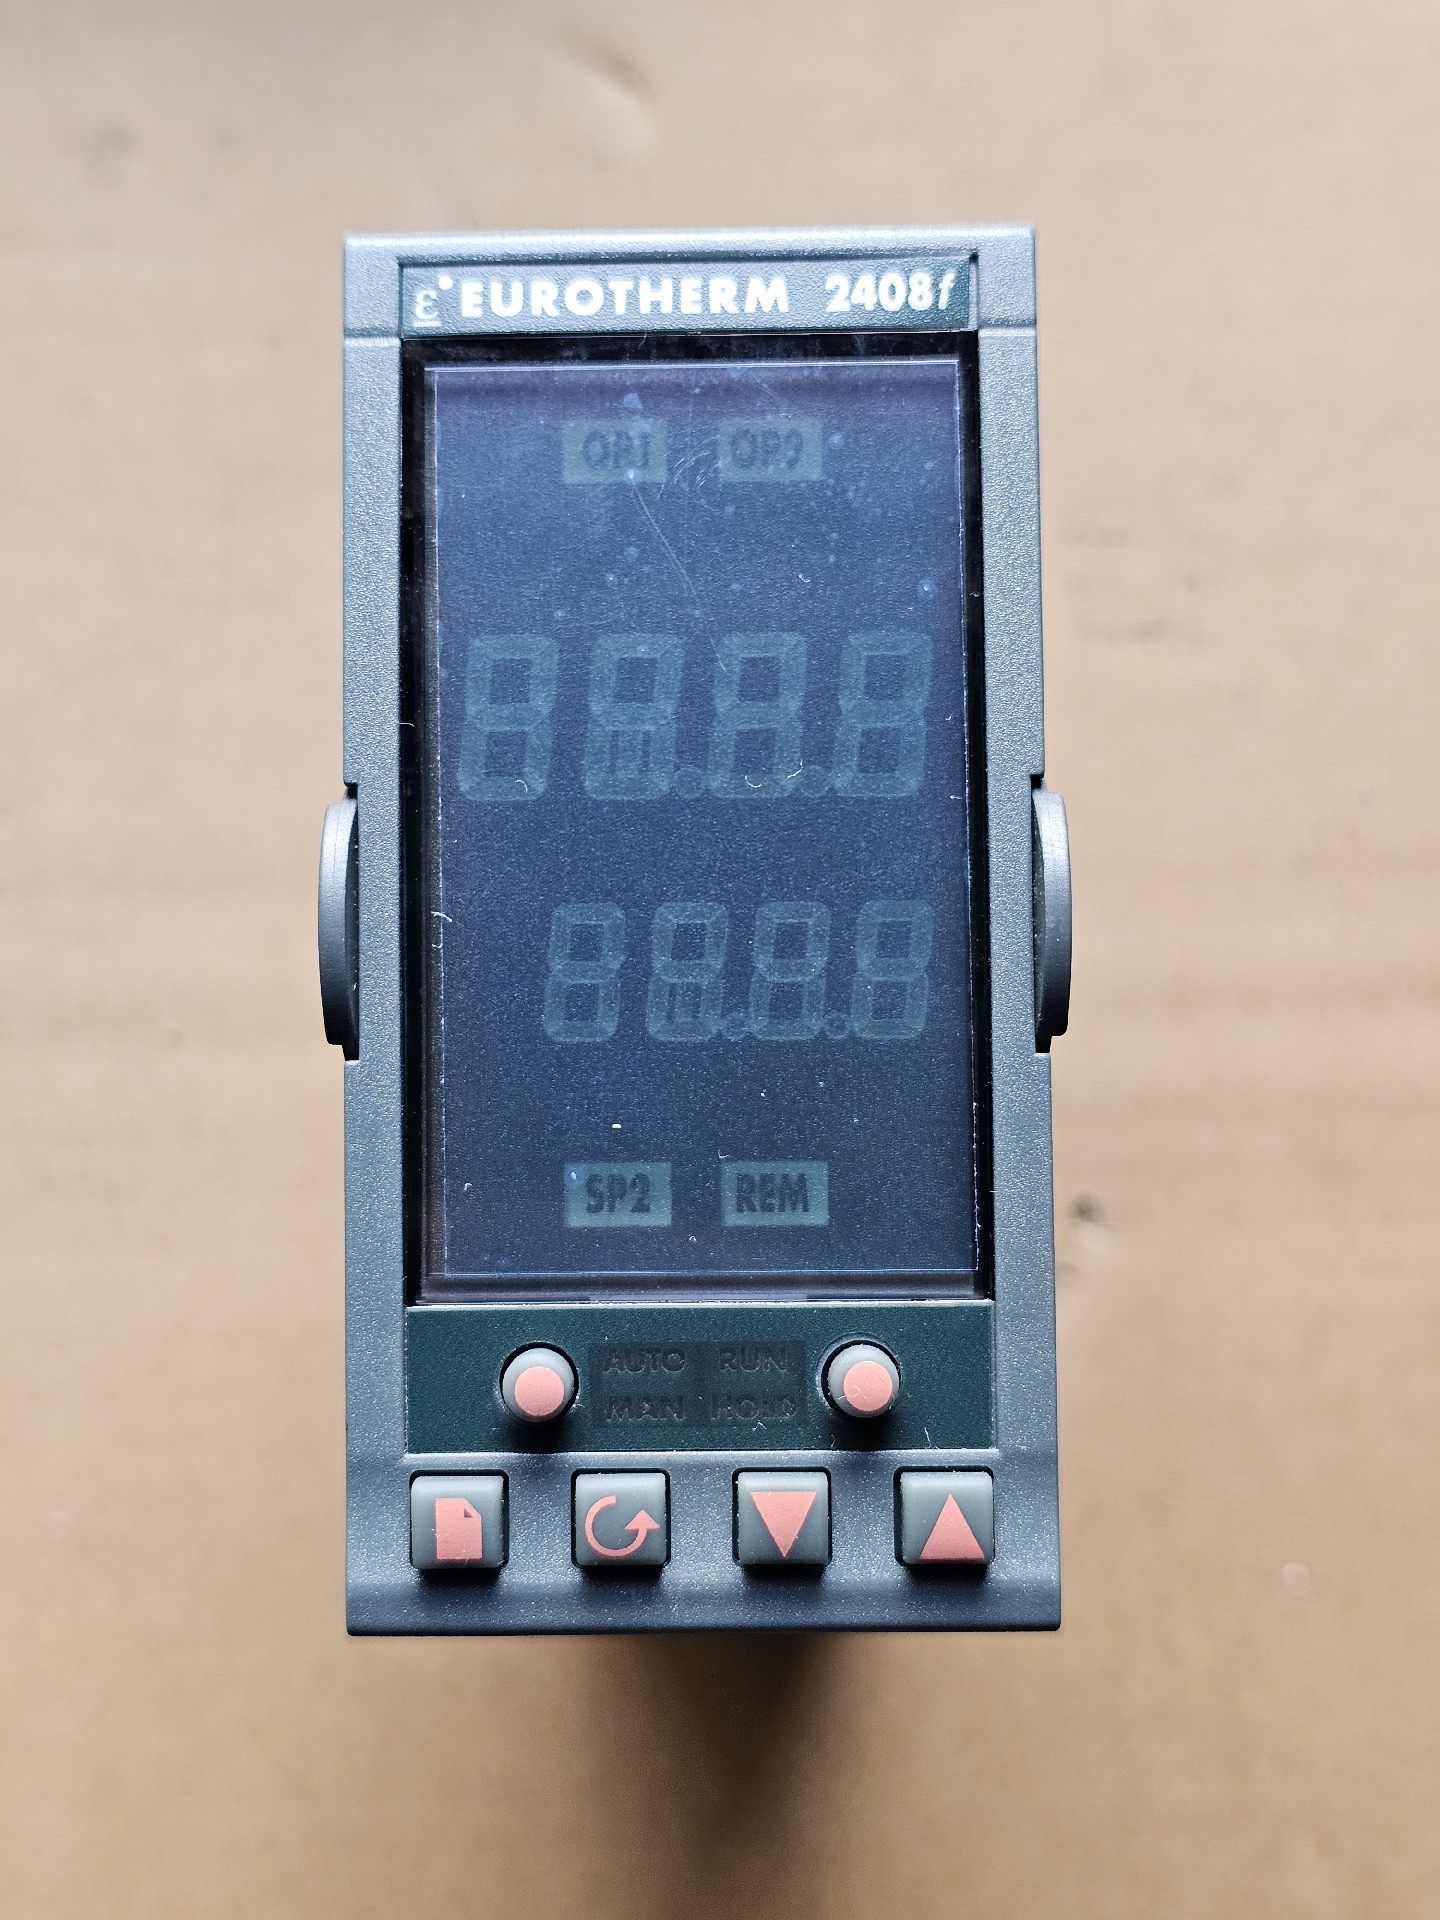 ε EUROTHERM 2408f
OP1 OP2
SP2 REM
AUTO RUN
MAN HOLD